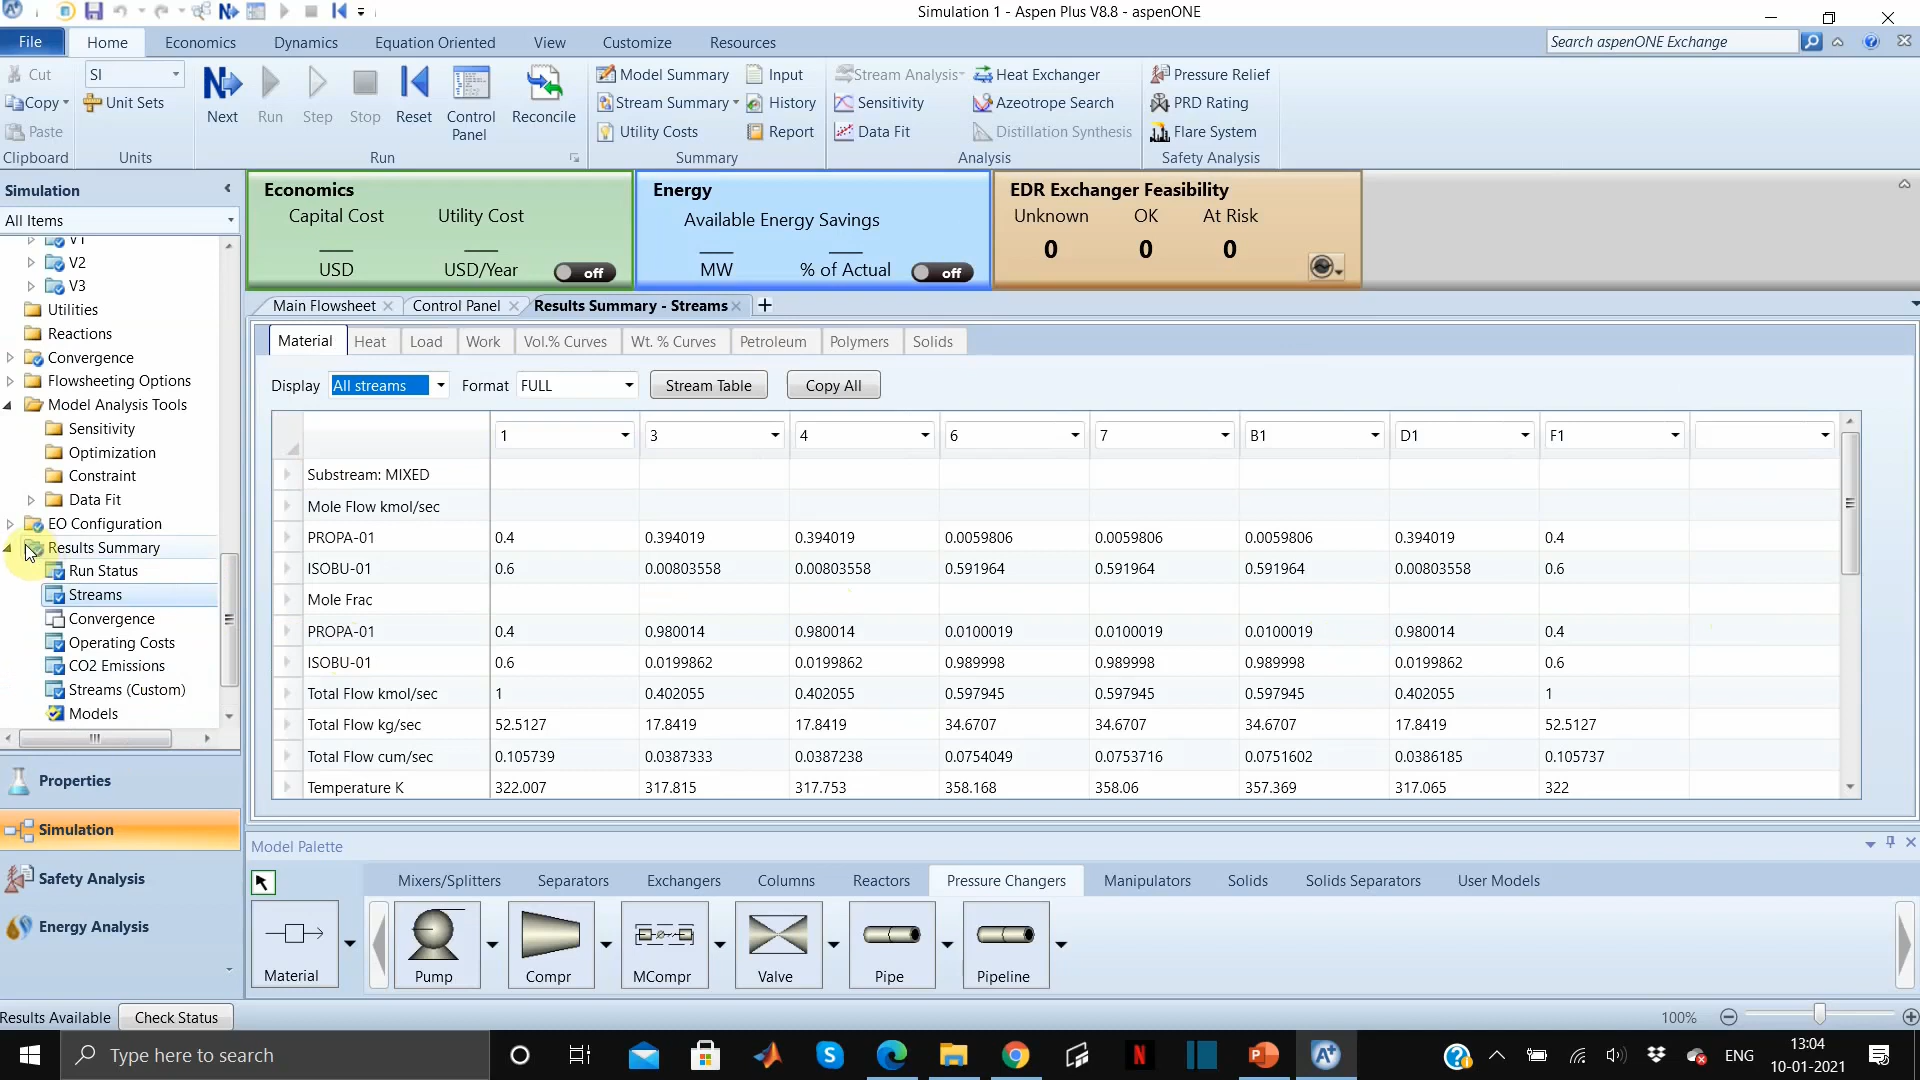 Simulation 1 - Aspen Plus V8.8 - aspenONE
File Home Economics Dynamics Equation Oriented View Customize Resources Search aspenONE Exchange
Cut SI Model Summary Input Stream Analysis Heat Exchanger Pressure Relief
Copy Unit Sets Next Run Step Stop Reset Control Panel Reconcile Stream Summary History Sensitivity Azeotrope Search PRD Rating
Paste Utility Costs Report Data Fit Distillation Synthesis Flare System
Clipboard Units Run Summary Analysis Safety Analysis
Simulation
All Items
V1
V2
V3
Utilities
Reactions
Convergence
Flowsheeting Options
Model Analysis Tools
Sensitivity
Optimization
Constraint
Data Fit
EO Configuration
Results Summary
Run Status
Streams
Convergence
Operating Costs
CO2 Emissions
Streams (Custom)
Models
Properties
Simulation
Safety Analysis
Energy Analysis
Economics
Capital Cost Utility Cost
USD USD/Year off
Energy
Available Energy Savings
MW % of Actual off
EDR Exchanger Feasibility
Unknown OK At Risk
0 0 0
Main Flowsheet Control Panel Results Summary - Streams
Material Heat Load Work Vol.% Curves Wt. % Curves Petroleum Polymers Solids
Display All streams Format FULL Stream Table Copy All
1 3 4 6 7 B1 D1 F1
Substream: MIXED
Mole Flow kmol/sec
PROPA-01 0.4 0.394019 0.394019 0.0059806 0.0059806 0.0059806 0.394019 0.4
ISOBU-01 0.6 0.00803558 0.00803558 0.591964 0.591964 0.591964 0.00803558 0.6
Mole Frac
PROPA-01 0.4 0.980014 0.980014 0.0100019 0.0100019 0.0100019 0.980014 0.4
ISOBU-01 0.6 0.0199862 0.0199862 0.989998 0.989998 0.989998 0.0199862 0.6
Total Flow kmol/sec 1 0.402055 0.402055 0.597945 0.597945 0.597945 0.402055 1
Total Flow kg/sec 52.5127 17.8419 17.8419 34.6707 34.6707 34.6707 17.8419 52.5127
Total Flow cum/sec 0.105739 0.0387333 0.0387238 0.0754049 0.0753716 0.0751602 0.0386185 0.105737
Temperature K 322.007 317.815 317.753 358.168 358.06 357.369 317.065 322
Model Palette
Mixers/Splitters Separators Exchangers Columns Reactors Pressure Changers Manipulators Solids Solids Separators User Models
Material Pump Compr MCompr Valve Pipe Pipeline
Results Available Check Status 100%
Type here to search
ENG
13:04
10-01-2021